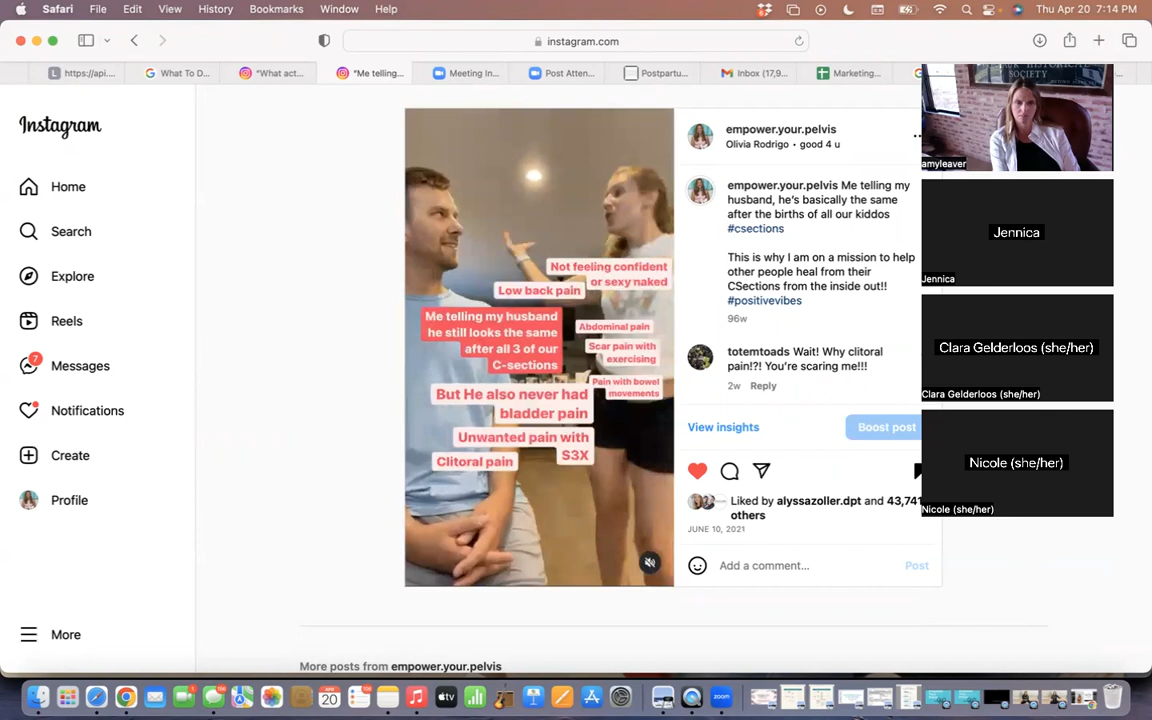 Safari File Edit View History Bookmarks Window Help
Thu Apr 20 7:14 PM
instagram.com
https://api....
What To D...
"What act...
"Me telling...
Meeting In...
Post Atten...
Postpartu...
Inbox (17,9...
Marketing...
SOCIETY
amyleaver
Jennica
Jennica
Clara Gelderloos (she/her)
Clara Gelderloos (she/her)
Nicole (she/her)
Nicole (she/her)
Instagram
Home
Search
Explore
Reels
7
Messages
Notifications
Create
Profile
More
Not feeling confident
or sexy naked
Low back pain
Me telling my husband
he still looks the same
after all 3 of our
C-sections
Abdominal pain
Scar pain with
exercising
Pain with bowel
movements
But He also never had
bladder pain
Unwanted pain with
S3X
Clitoral pain
empower.your.pelvis
Olivia Rodrigo • good 4 u
empower.your.pelvis Me telling my
husband, he's basically the same
after the births of all our kiddos
#csections
This is why I am on a mission to help
other people heal from their
CSections from the inside out!!
#positivevibes
96w
totemtoads Wait! Why clitoral
pain!?! You're scaring me!!!
2w Reply
View insights
Boost post
Liked by alyssazoller.dpt and 43,741
others
JUNE 10, 2021
Add a comment...
Post
More posts from empower.your.pelvis
APR
20
tv
zoom